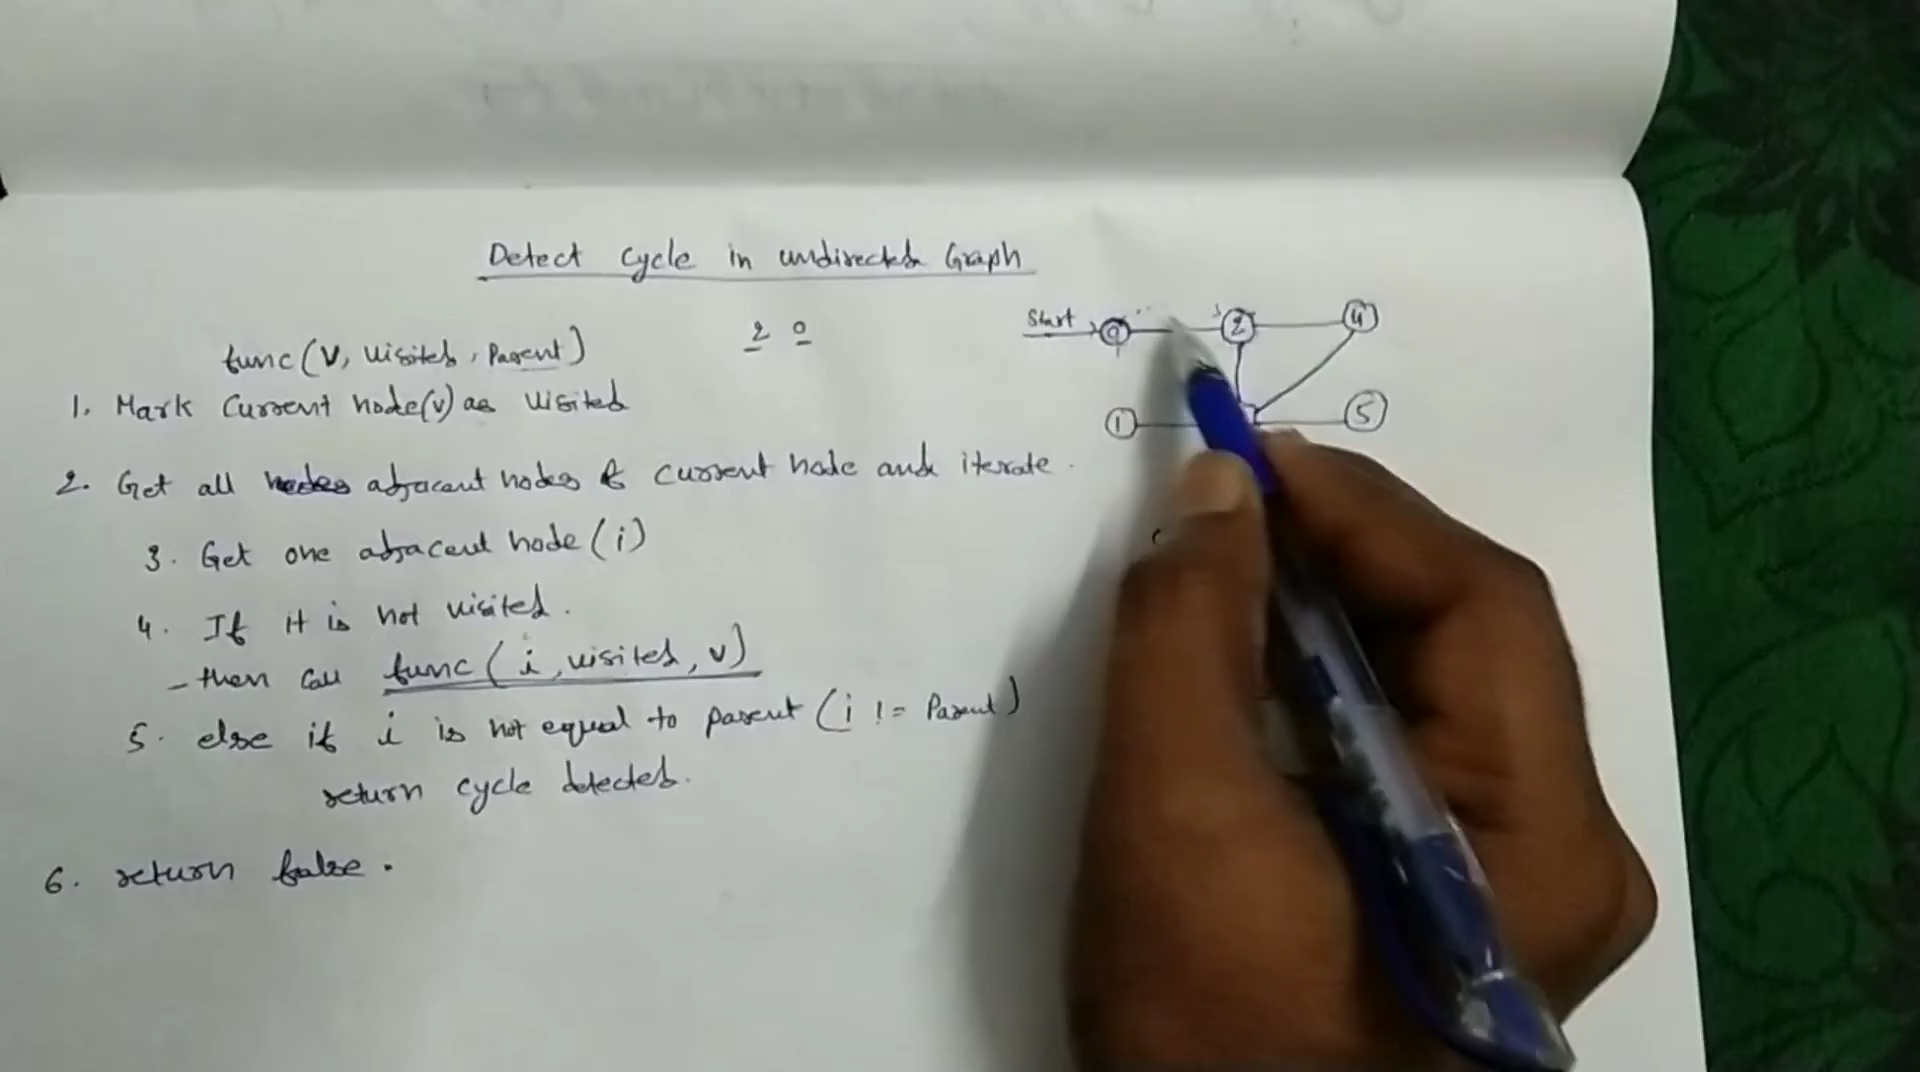 Detect Cycle in undirected Graph
func(V, visited, Parent)
2 0
Start 0 2 4
1. Mark Current node(v) as visited
1 5
2. Get all adjacent nodes of current node and iterate.
3. Get one adjacent node(i)
4. If it is not visited.
- then call func(i, visited, v)
5. else if i is not equal to parent (i != Parent)
return cycle detected.
6. return false.